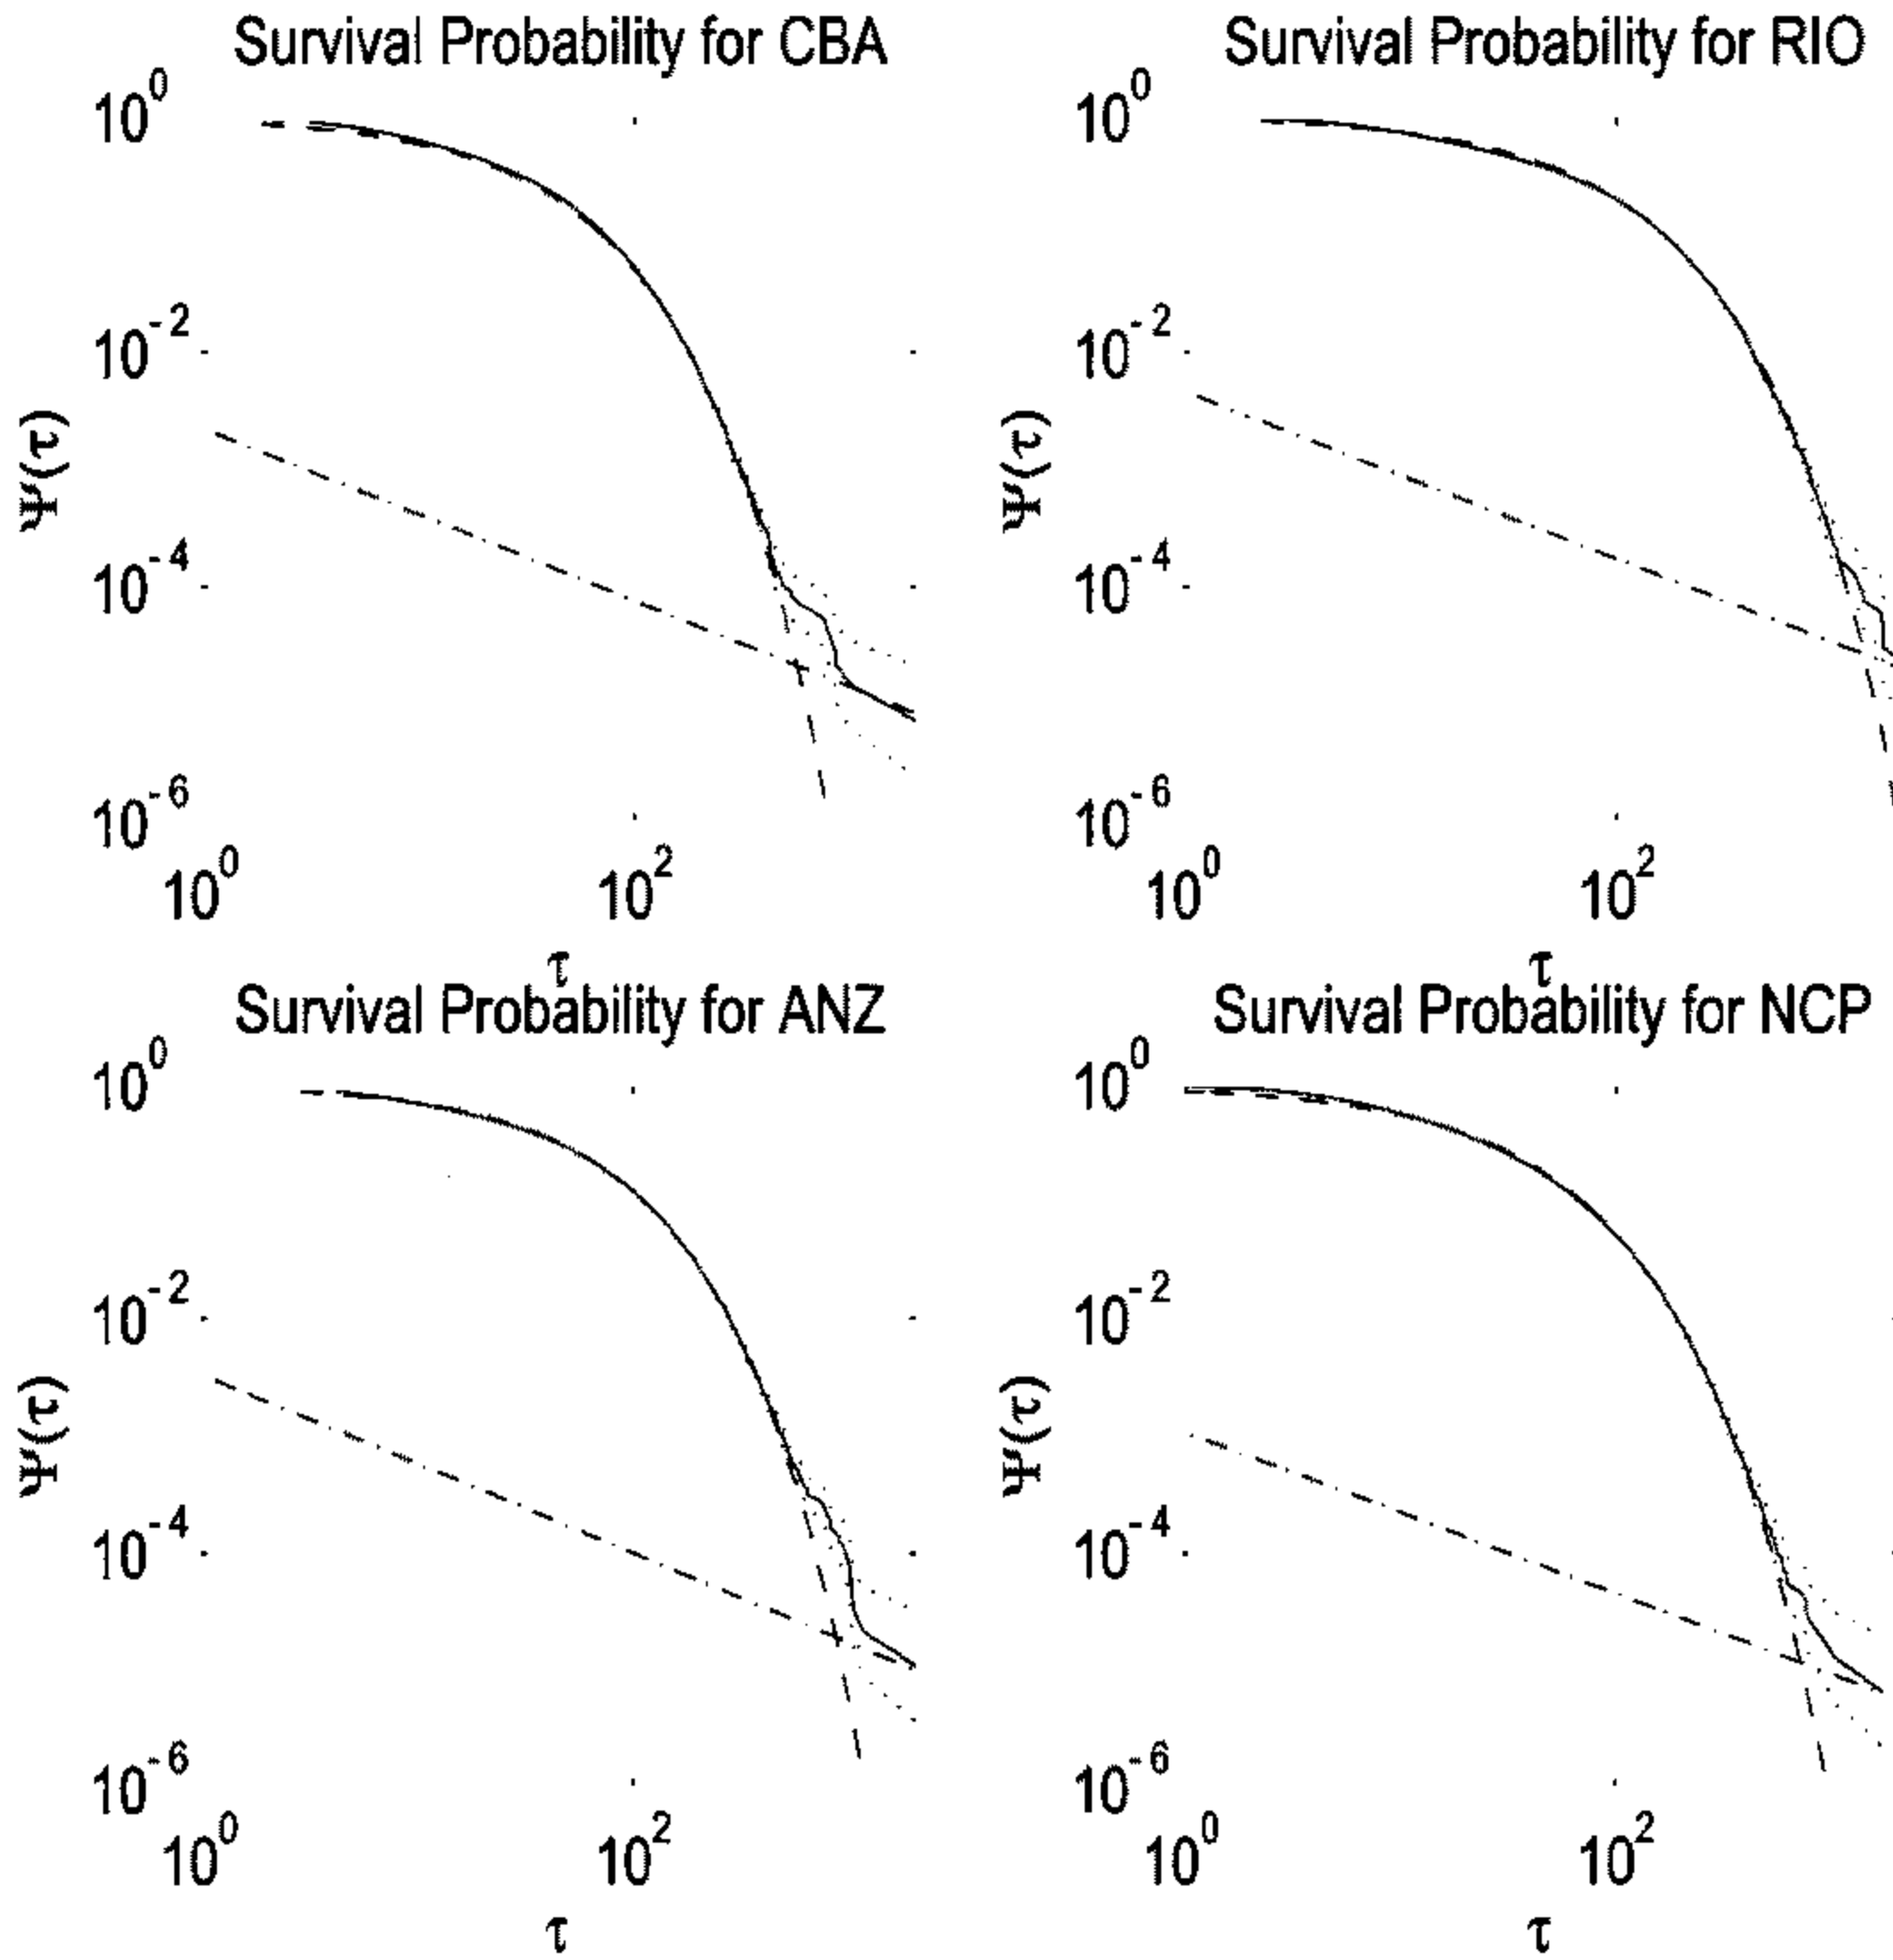 Survival Probability for CBA
10^0
10^-2
10^-4
10^-6
Ψ(τ)
10^0
10^2
τ
Survival Probability for RIO
10^0
10^-2
10^-4
10^-6
Ψ(τ)
10^0
10^2
τ
Survival Probability for ANZ
10^0
10^-2
10^-4
10^-6
Ψ(τ)
10^0
10^2
τ
Survival Probability for NCP
10^0
10^-2
10^-4
10^-6
Ψ(τ)
10^0
10^2
τ